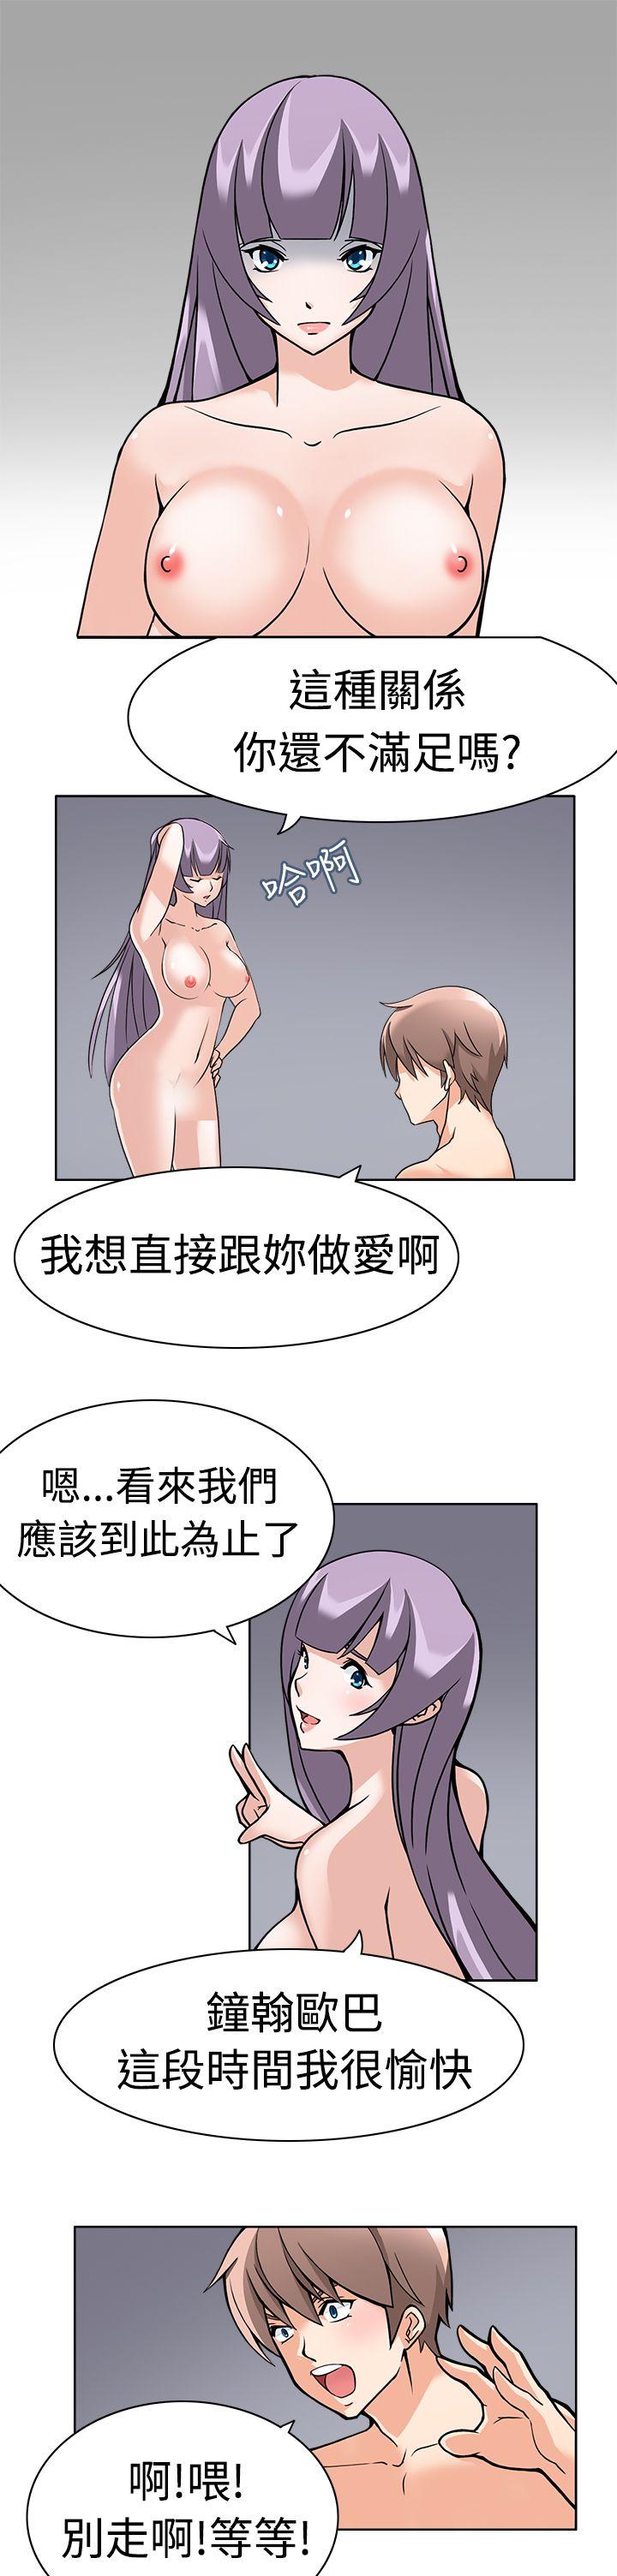 這種關係
你還不滿足嗎?
哈啊
我想直接跟妳做愛啊
嗯...看來我們
應該到此為止了
鐘翰歐巴
這段時間我很愉快
啊!喂!
別走啊!等等!